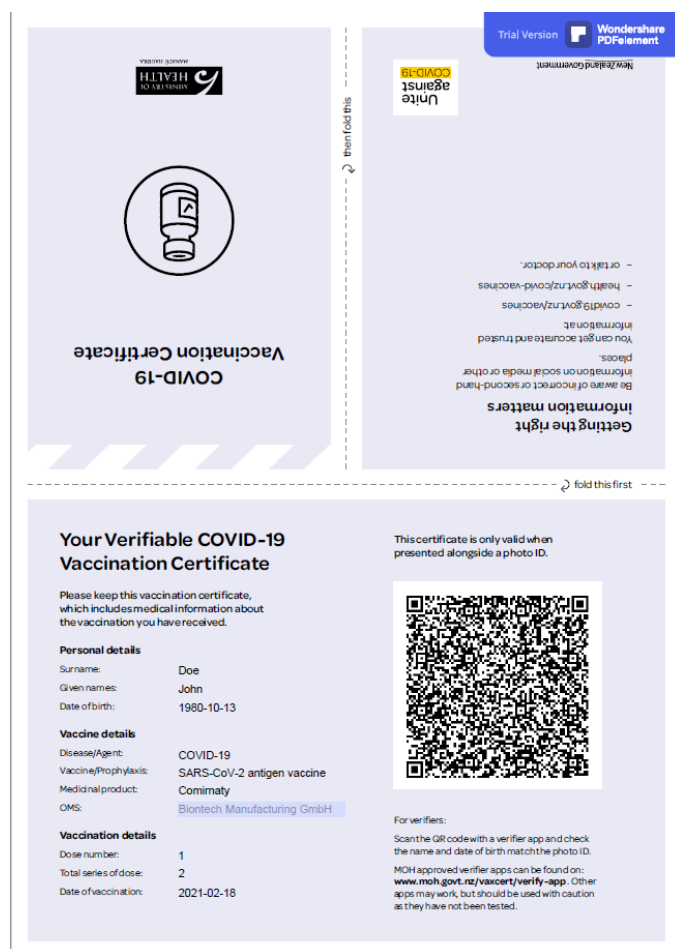 Trial Version
Wondershare
PDFelement
MINISTRY OF
HEALTH
MANATŪ HAUORA
COVID-19
Vaccination Certificate
then fold this
New Zealand Government
Unite
against
COVID-19
Getting the right
information matters
Be aware of incorrect or second-hand
information on social media or other
places.
You can get accurate and trusted
information at
– covid19.govt.nz/vaccines
– health.govt.nz/covid-vaccines
– or talk to your doctor.
fold this first
Your Verifiable COVID-19
Vaccination Certificate
Please keep this vaccination certificate,
which includes medical information about
the vaccination you have received.
Personal details
Surname: Doe
Given names: John
Date of birth: 1980-10-13
Vaccine details
Disease/Agent: COVID-19
Vaccine/Prophylaxis: SARS-CoV-2 antigen vaccine
Medicinal product: Comirnaty
OMS: Biontech Manufacturing GmbH
Vaccination details
Dose number: 1
Total series of dose: 2
Date of vaccination: 2021-02-18
This certificate is only valid when
presented alongside a photo ID.
For verifiers:
Scan the QR code with a verifier app and check
the name and date of birth match the photo ID.
MOH approved verifier apps can be found on:
www.moh.govt.nz/vaxcert/verify-app. Other
apps may work, but should be used with caution
as they have not been tested.